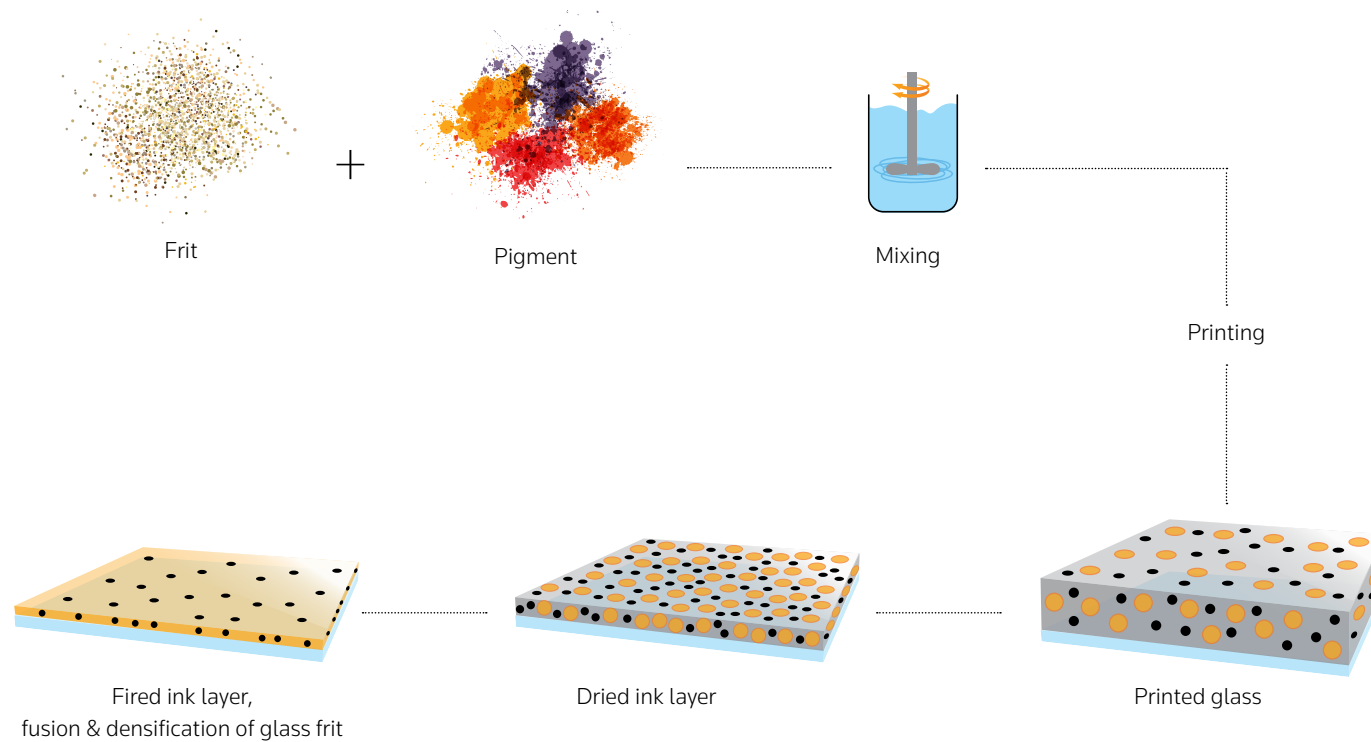 Frit
+
Pigment
Mixing
Printing
Printed glass
Dried ink layer
Fired ink layer,
fusion & densification of glass frit